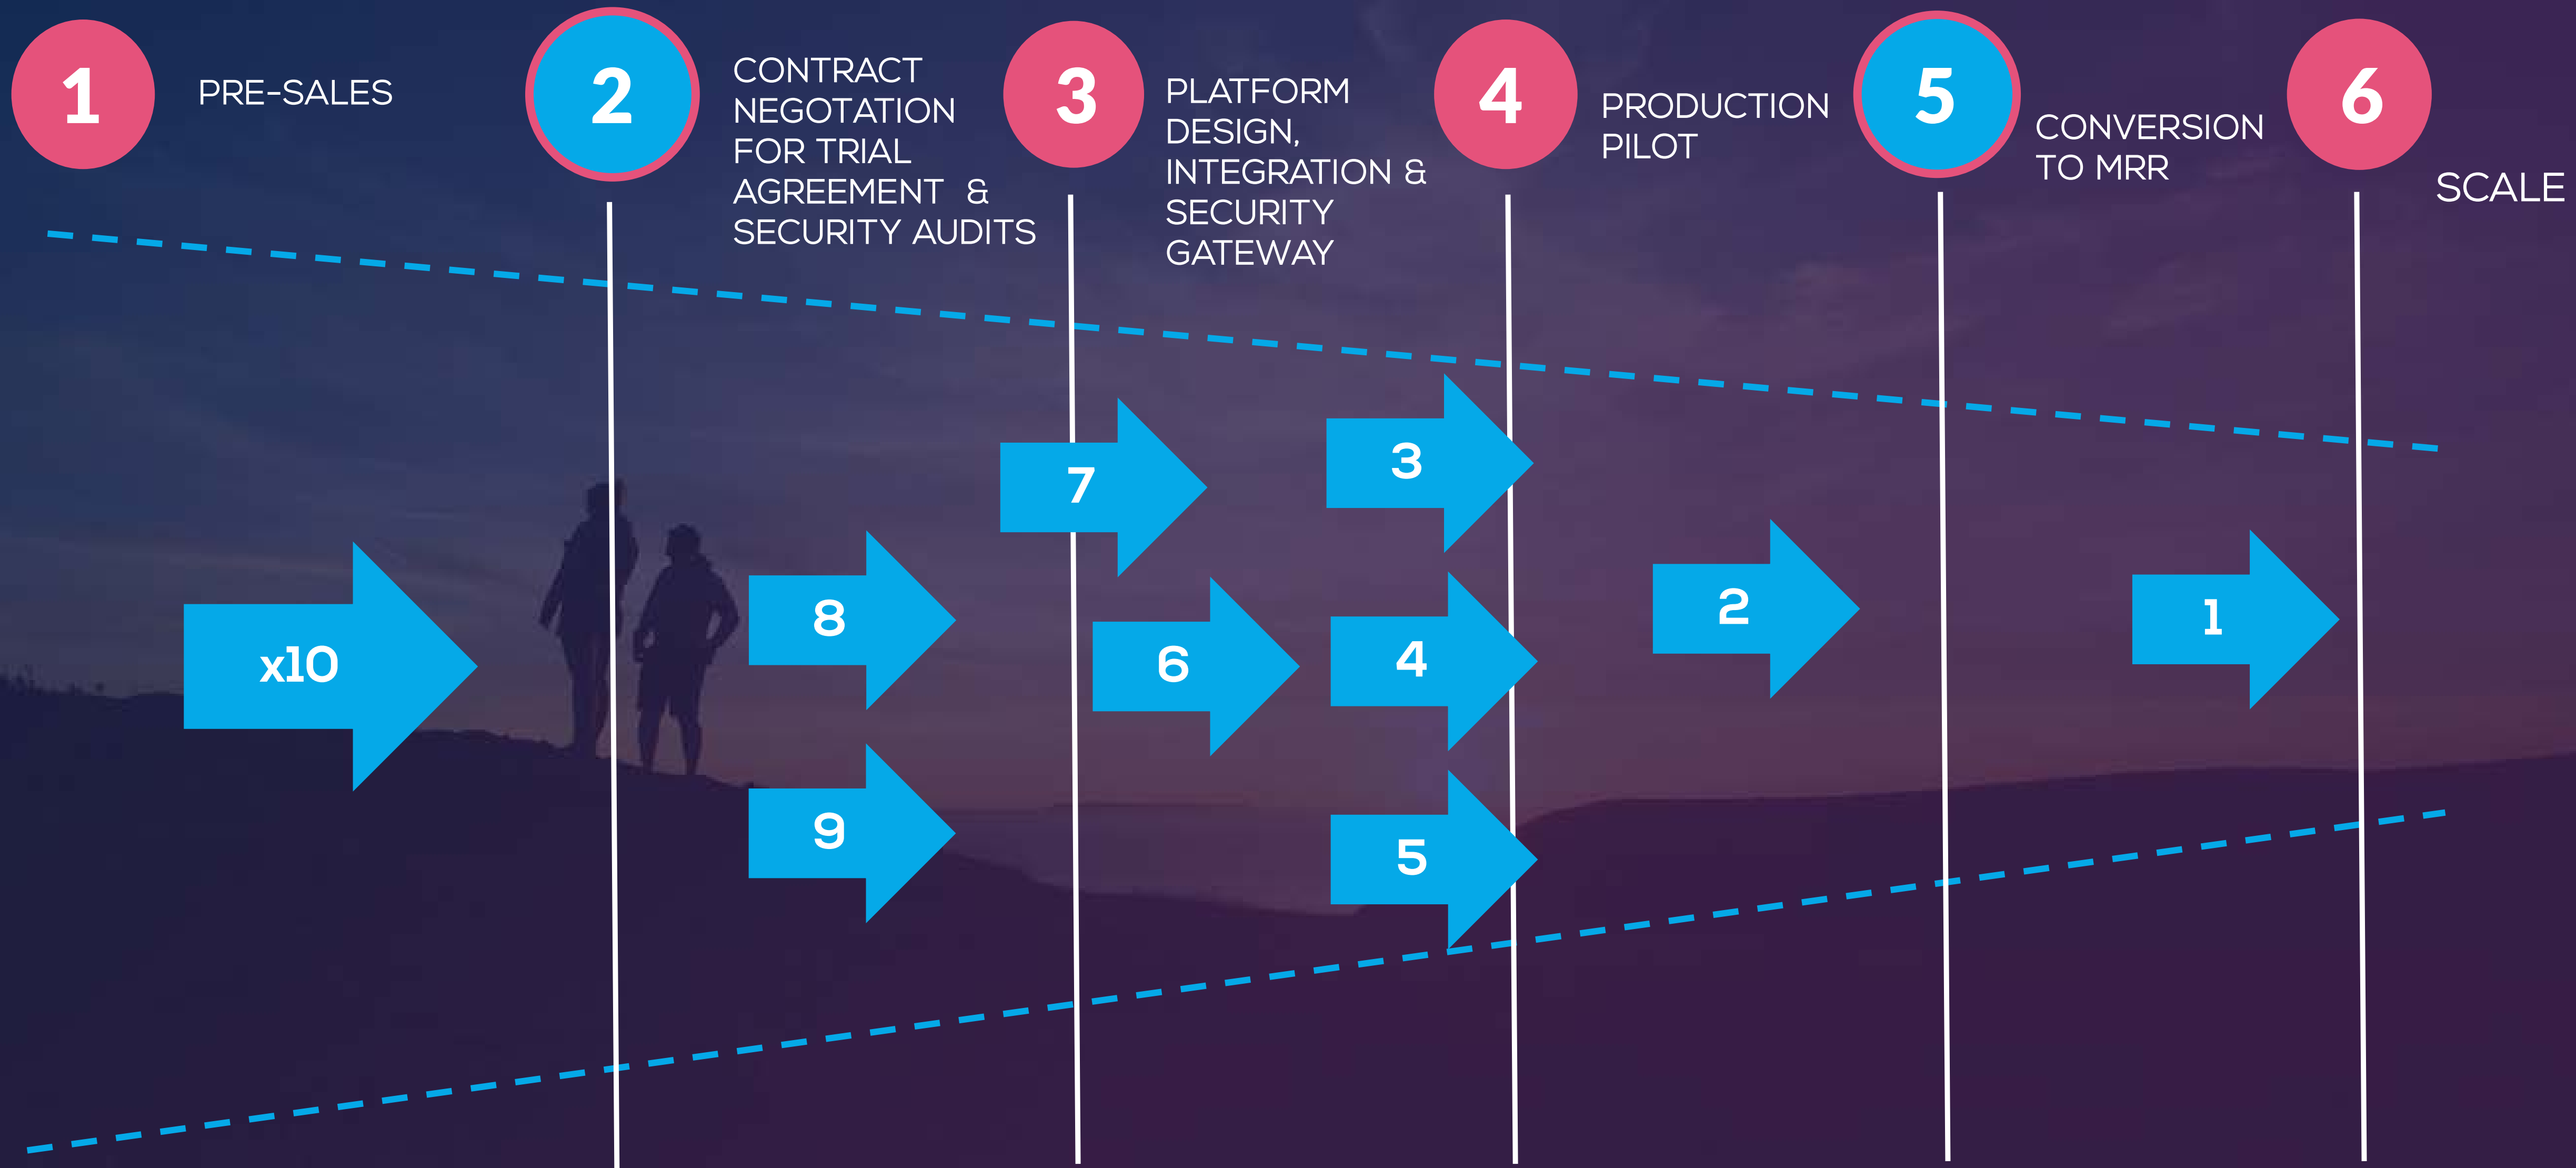 1
PRE-SALES
2
CONTRACT
NEGOTATION
FOR TRIAL
AGREEMENT &
SECURITY AUDITS
3
PLATFORM
DESIGN,
INTEGRATION &
SECURITY
GATEWAY
4
PRODUCTION
PILOT
5
CONVERSION
TO MRR
6
SCALE
x10
8
9
7
6
3
4
5
2
1